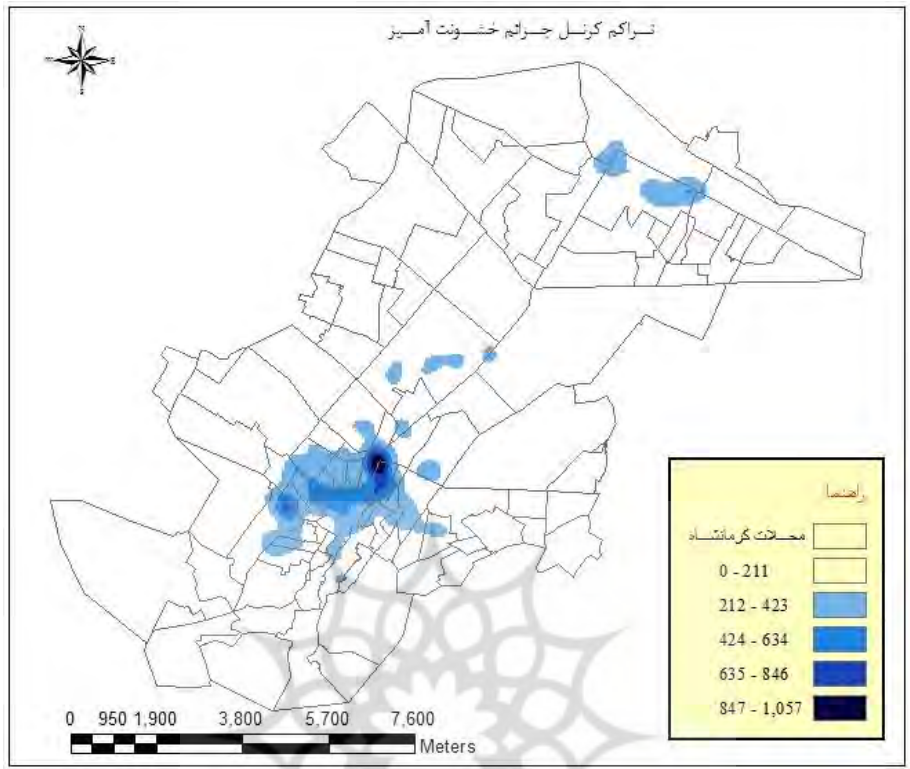 تراکم کرنل جرائم خشونت آمیز
راهنما
محلات کرمانشاه
0 - 211
212 - 423
424 - 634
635 - 846
847 - 1,057
0 950 1,900 3,800 5,700 7,600
Meters